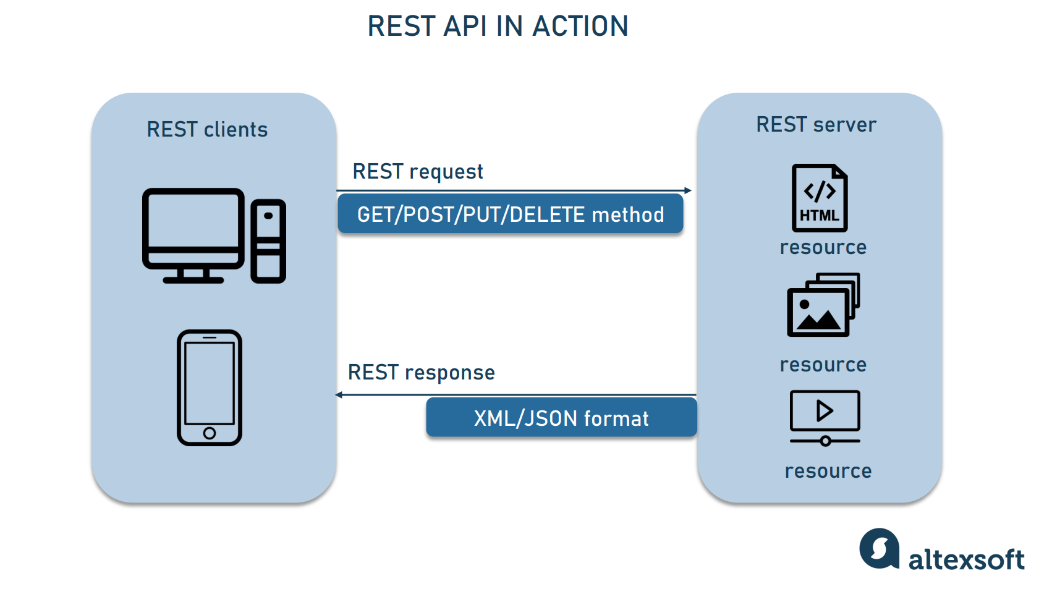 REST API IN ACTION
REST clients
REST request
GET/POST/PUT/DELETE method
REST response
XML/JSON format
REST server
HTML
resource
resource
resource
altexsoft